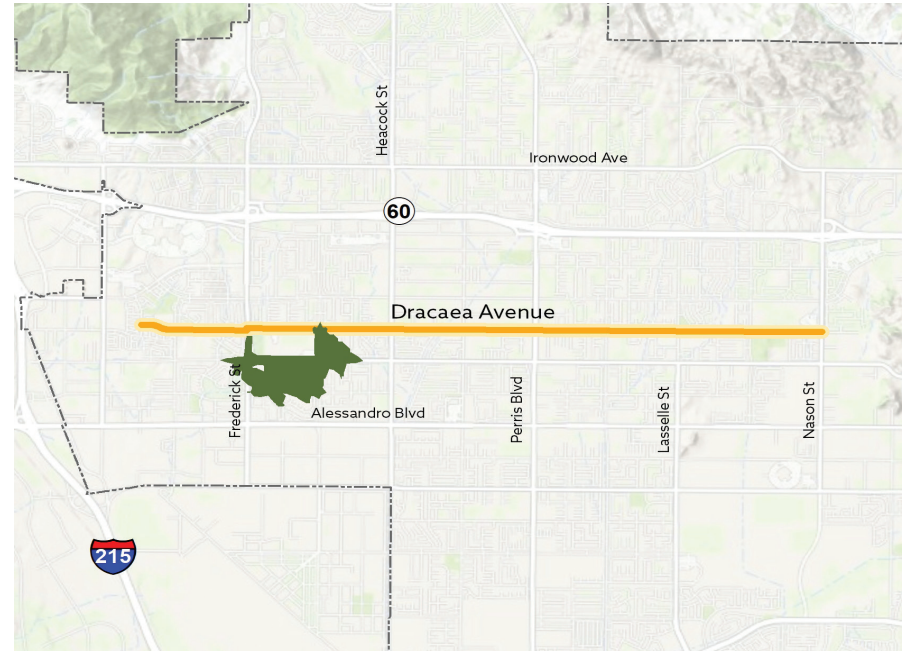 Heacock St
Ironwood Ave
60
Dracaea Avenue
Frederick St
Perris Blvd
Lasselle St
Nason St
Alessandro Blvd
215